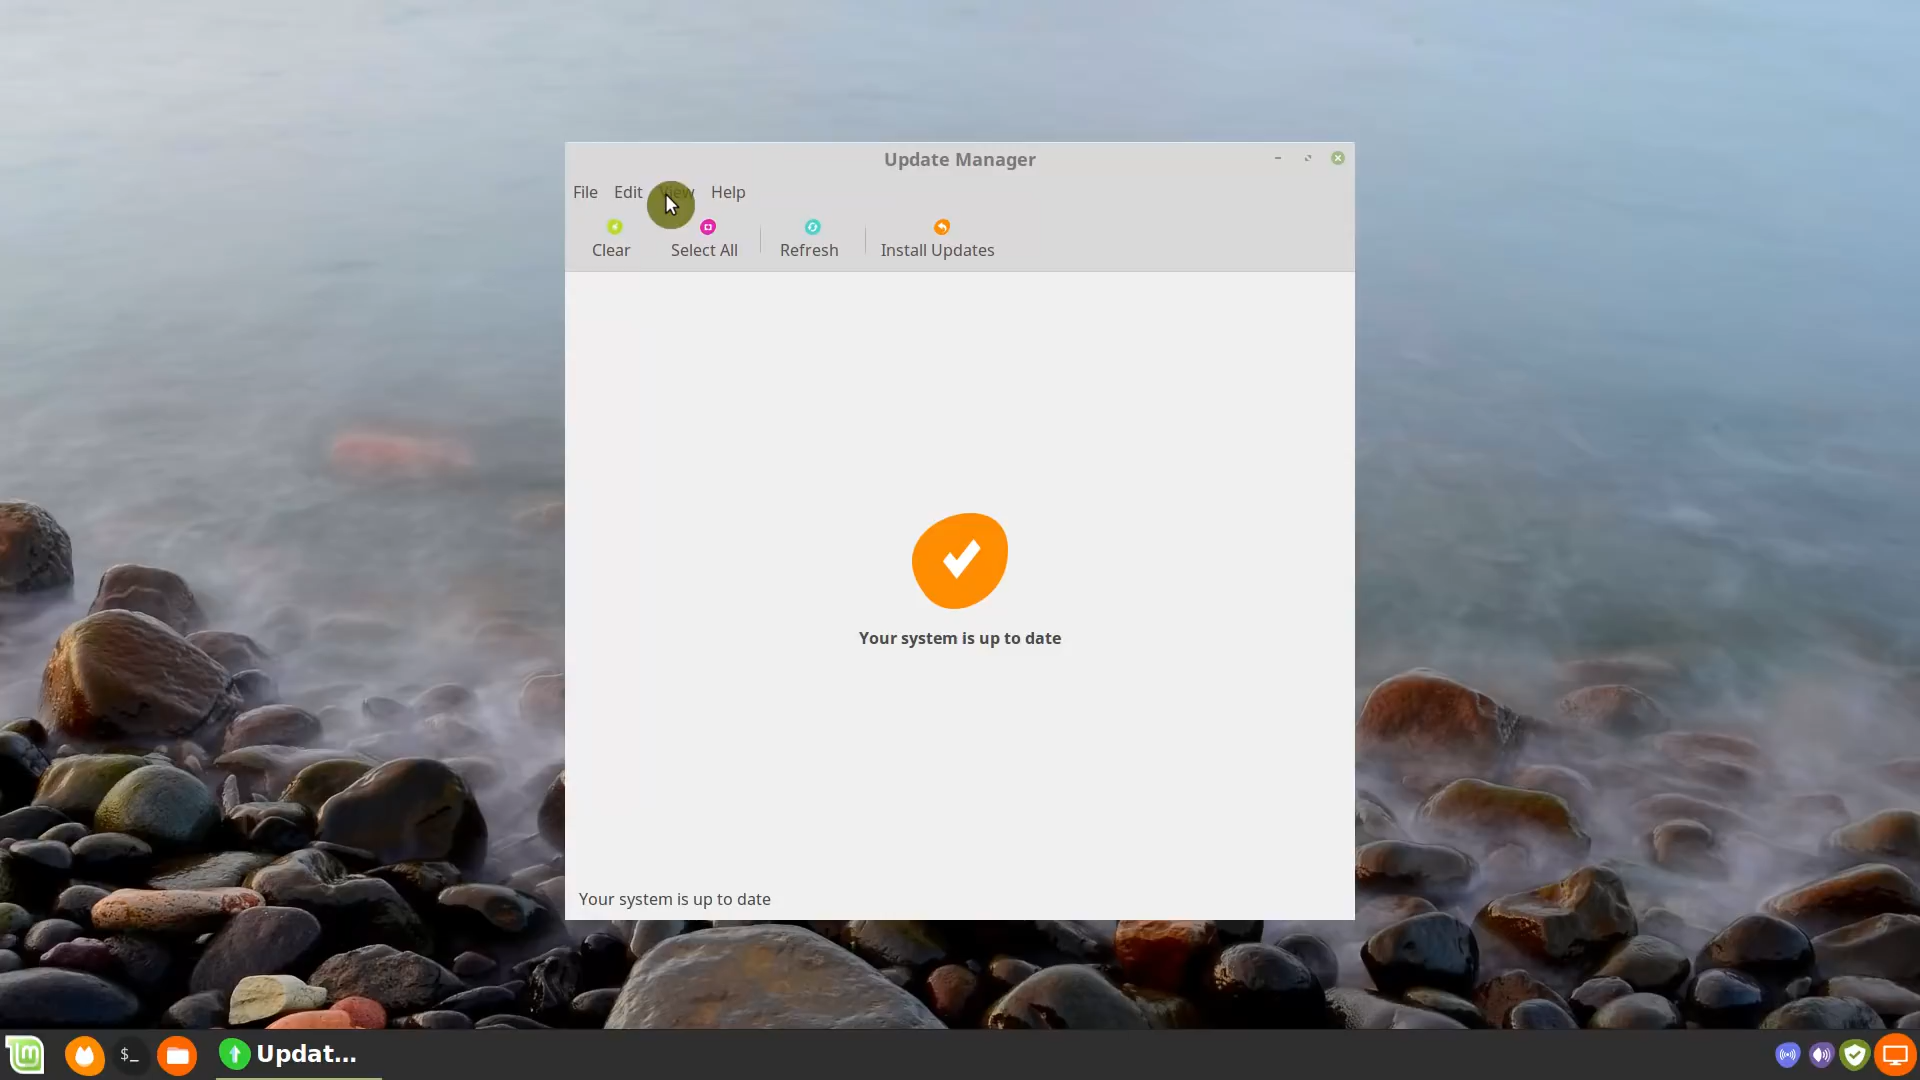 Update Manager
File Edit View Help
Clear Select All Refresh Install Updates
Your system is up to date
Your system is up to date
$_ Updat...